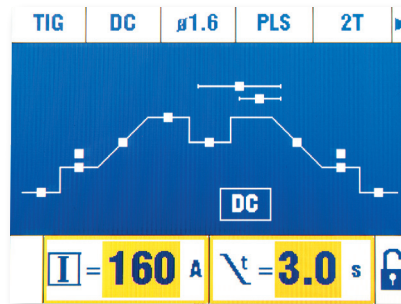 TIG DC ø1.6 PLS 2T
DC
I = 160 A t = 3.0 s